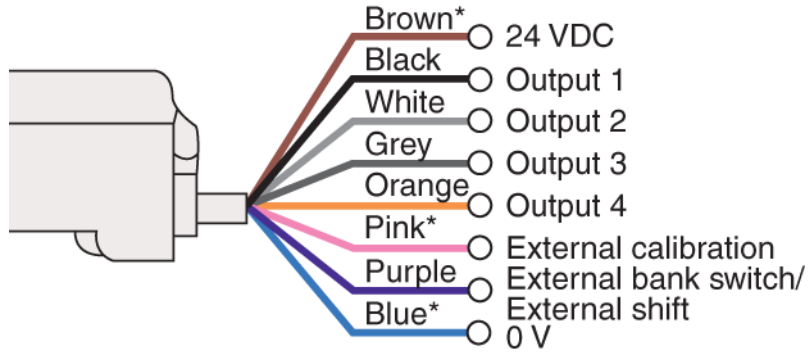 Brown* 24 VDC
Black Output 1
White Output 2
Grey Output 3
Orange Output 4
Pink* External calibration
Purple External bank switch/
External shift
Blue* 0 V